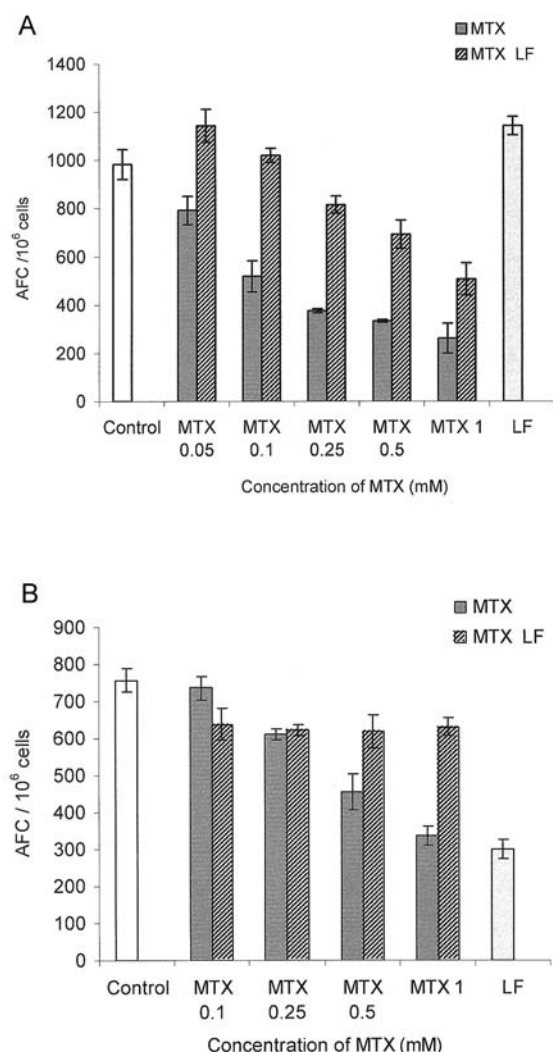 A
MTX
MTX LF
1400
1200
1000
800
600
400
200
0
AFC /10⁶ cells
Control MTX 0.05 MTX 0.1 MTX 0.25 MTX 0.5 MTX 1 LF
Concentration of MTX (mM)
B
MTX
MTX LF
900
800
700
600
500
400
300
200
100
0
AFC / 10⁶ cells
Control MTX 0.1 MTX 0.25 MTX 0.5 MTX 1 LF
Concentration of MTX (mM)